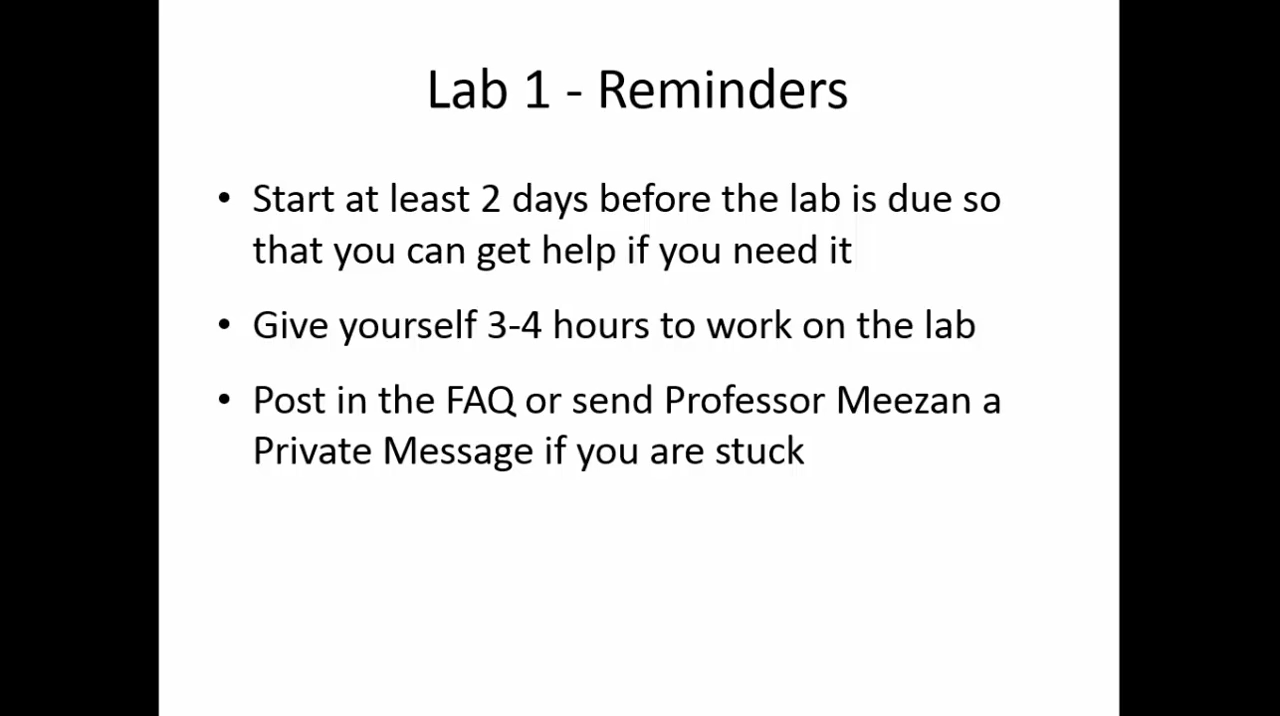 Lab 1 - Reminders
• Start at least 2 days before the lab is due so
that you can get help if you need it
• Give yourself 3-4 hours to work on the lab
• Post in the FAQ or send Professor Meezan a
Private Message if you are stuck